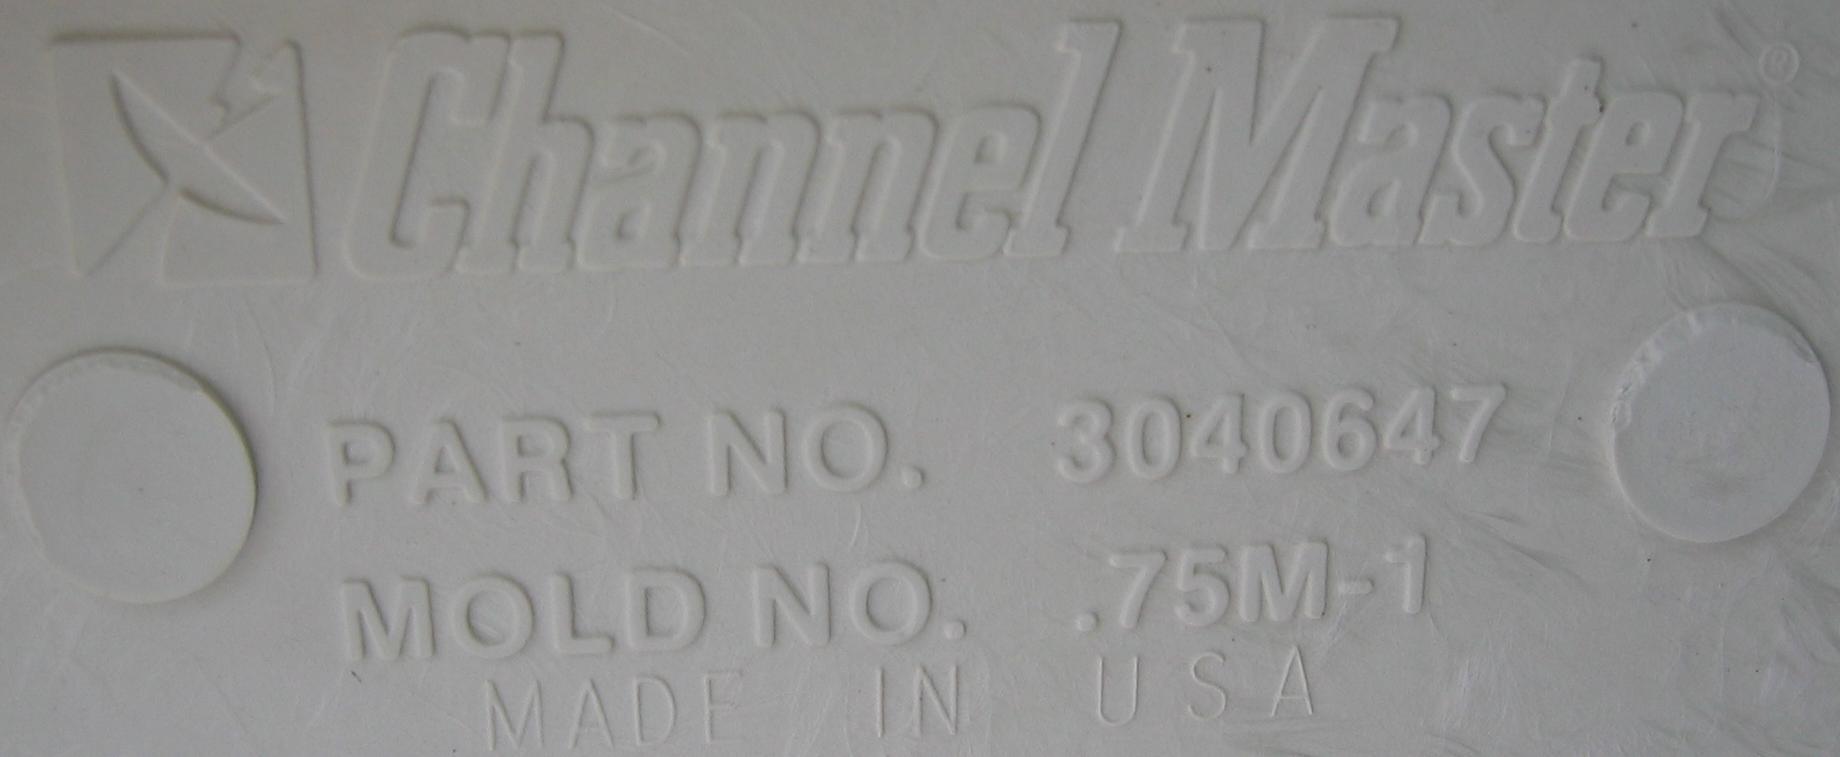 Channel Master®
PART NO. 3040647
MOLD NO. .75M-1
MADE IN USA